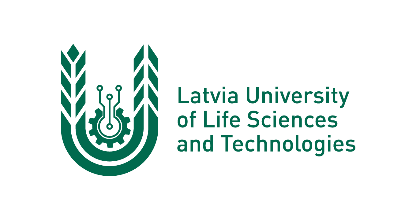 Latvia University
of Life Sciences
and Technologies